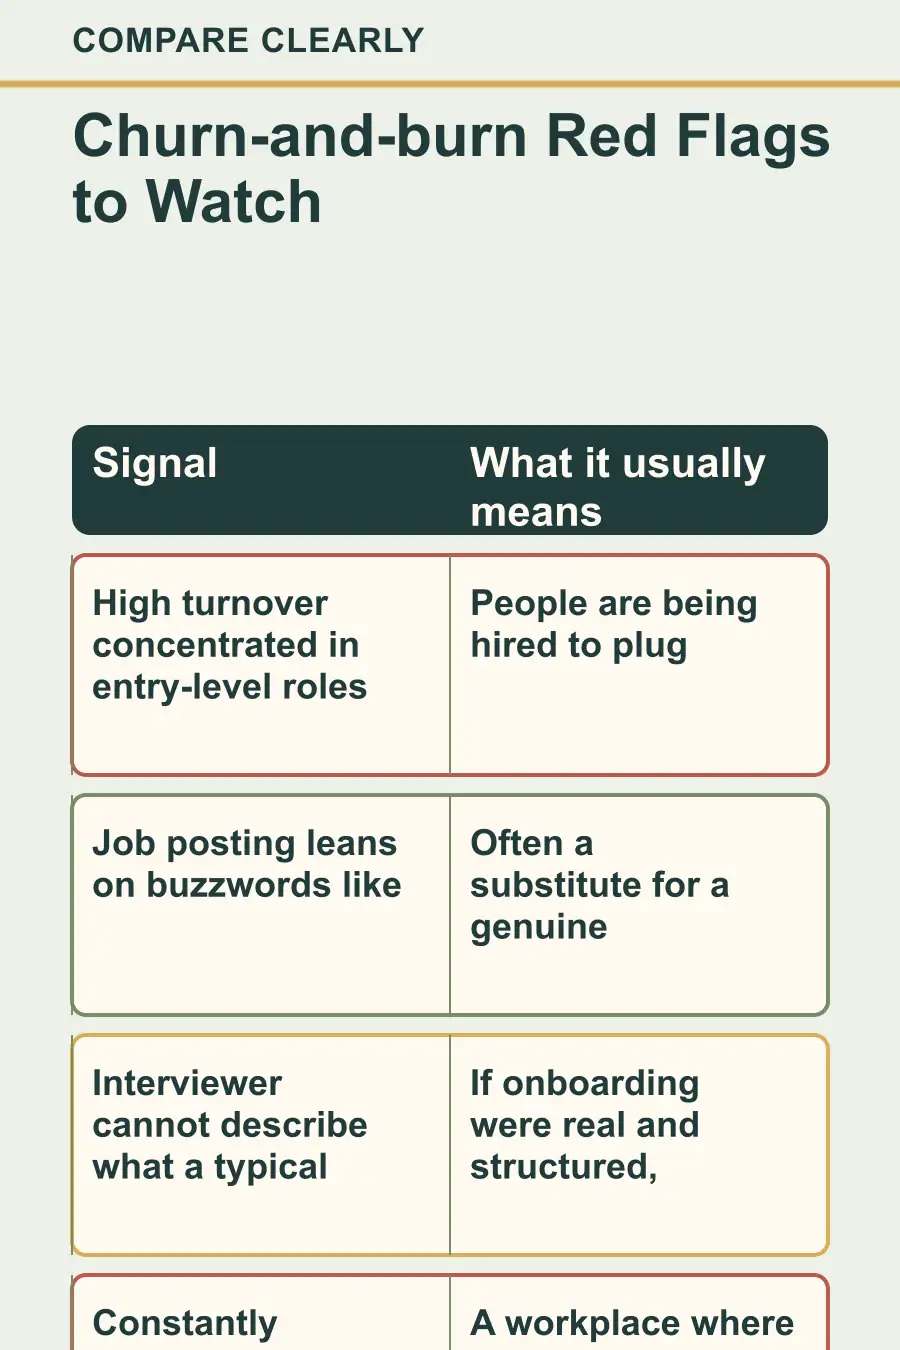 COMPARE CLEARLY
Churn-and-burn Red Flags
to Watch
Signal
What it usually
means
High turnover
concentrated in
entry-level roles
People are being
hired to plug
Job posting leans
on buzzwords like
Often a
substitute for a
genuine
Interviewer
cannot describe
what a typical
If onboarding
were real and
structured,
Constantly
A workplace where